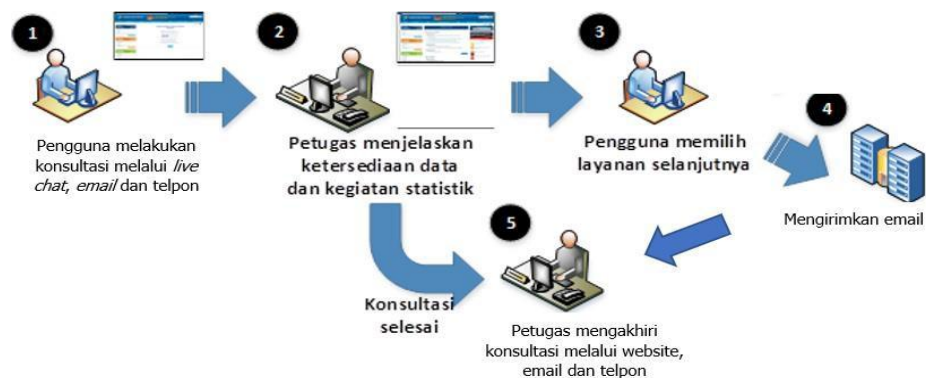 1
Pengguna melakukan
konsultasi melalui live
chat, email dan telpon
2
Petugas menjelaskan
ketersediaan data
dan kegiatan statistik
3
Pengguna memilih
layanan selanjutnya
4
Mengirimkan email
Konsultasi
selesai
5
Petugas mengakhiri
konsultasi melalui website,
email dan telpon